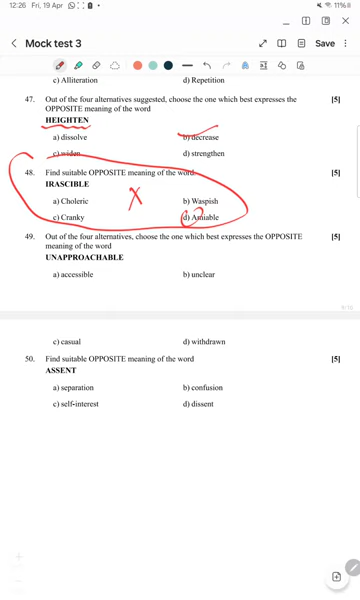 12:26 Fri, 19 Apr
11%
Mock test 3
Save
c) Alliteration d) Repetition
47. Out of the four alternatives suggested, choose the one which best expresses the [5]
OPPOSITE meaning of the word
HEIGHTEN
a) dissolve b) decrease
c) widen d) strengthen
48. Find suitable OPPOSITE meaning of the word [5]
IRASCIBLE
a) Choleric b) Waspish
c) Cranky d) Amiable
49. Out of the four alternatives, choose the one which best expresses the OPPOSITE [5]
meaning of the word
UNAPPROACHABLE
a) accessible b) unclear
9/10
c) casual d) withdrawn
50. Find suitable OPPOSITE meaning of the word [5]
ASSENT
a) separation b) confusion
c) self-interest d) dissent